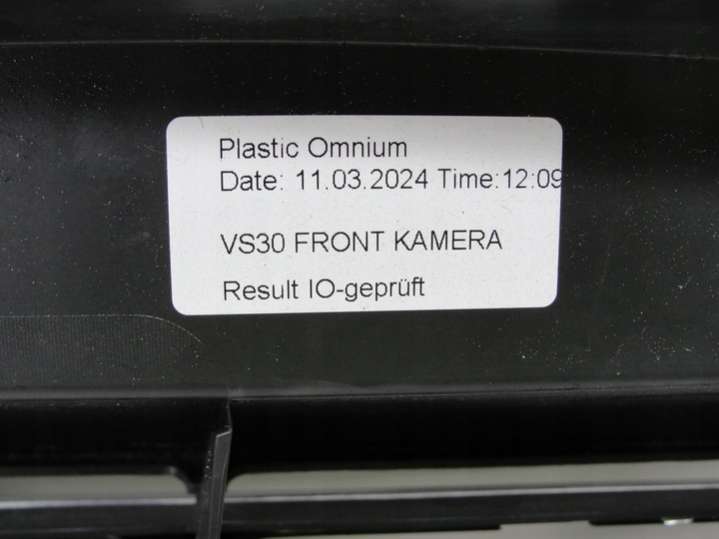 Plastic Omnium
Date: 11.03.2024 Time:12:09
VS30 FRONT KAMERA
Result IO-geprüft